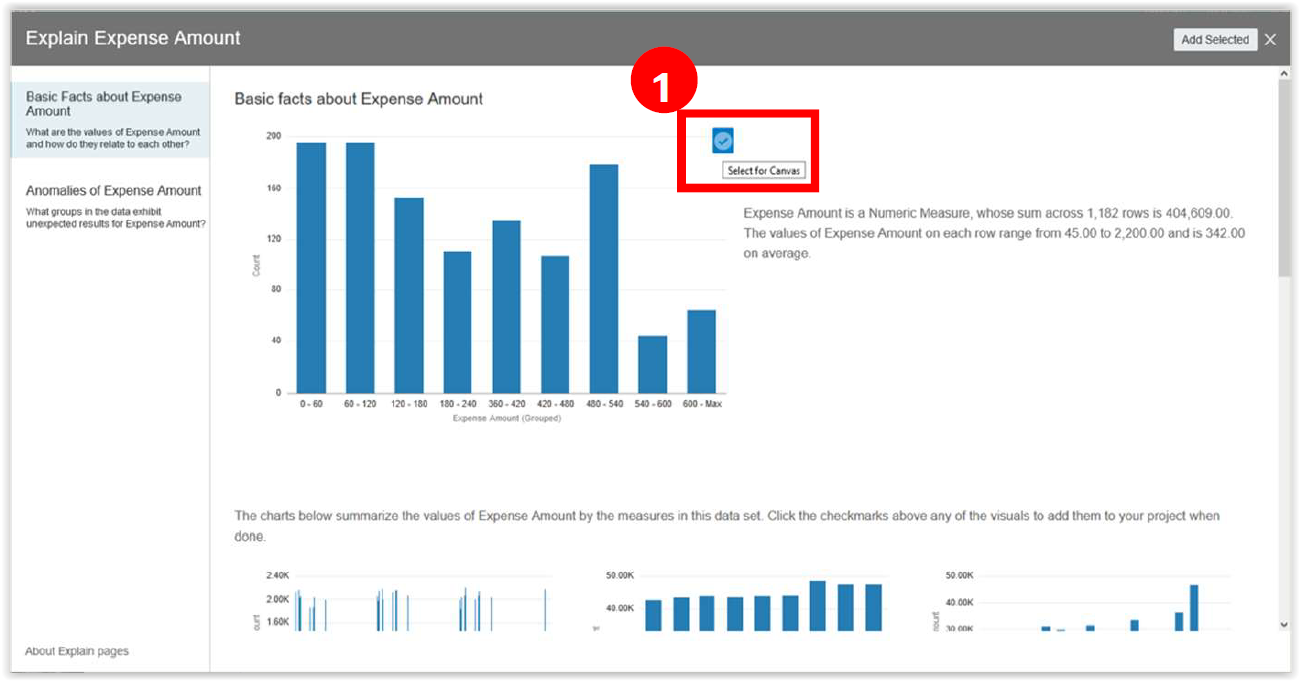 Explain Expense Amount
Add Selected
Basic Facts about Expense
Amount
What are the values of Expense Amount
and how do they relate to each other?
Anomalies of Expense Amount
What groups in the data exhibit
unexpected results for Expense Amount?
About Explain pages
Basic facts about Expense Amount
1
Select for Canvas
200
160
120
80
40
0
Count
0 - 60 60 - 120 120 - 180 180 - 240 360 - 420 420 - 480 480 - 540 540 - 600 600 - Max
Expense Amount (Grouped)
Expense Amount is a Numeric Measure, whose sum across 1,182 rows is 404,609.00.
The values of Expense Amount on each row range from 45.00 to 2,200.00 and is 342.00
on average.
The charts below summarize the values of Expense Amount by the measures in this data set. Click the checkmarks above any of the visuals to add them to your project when
done.
2.40K
2.00K
1.60K
50.00K
40.00K
50.00K
40.00K
30.00K